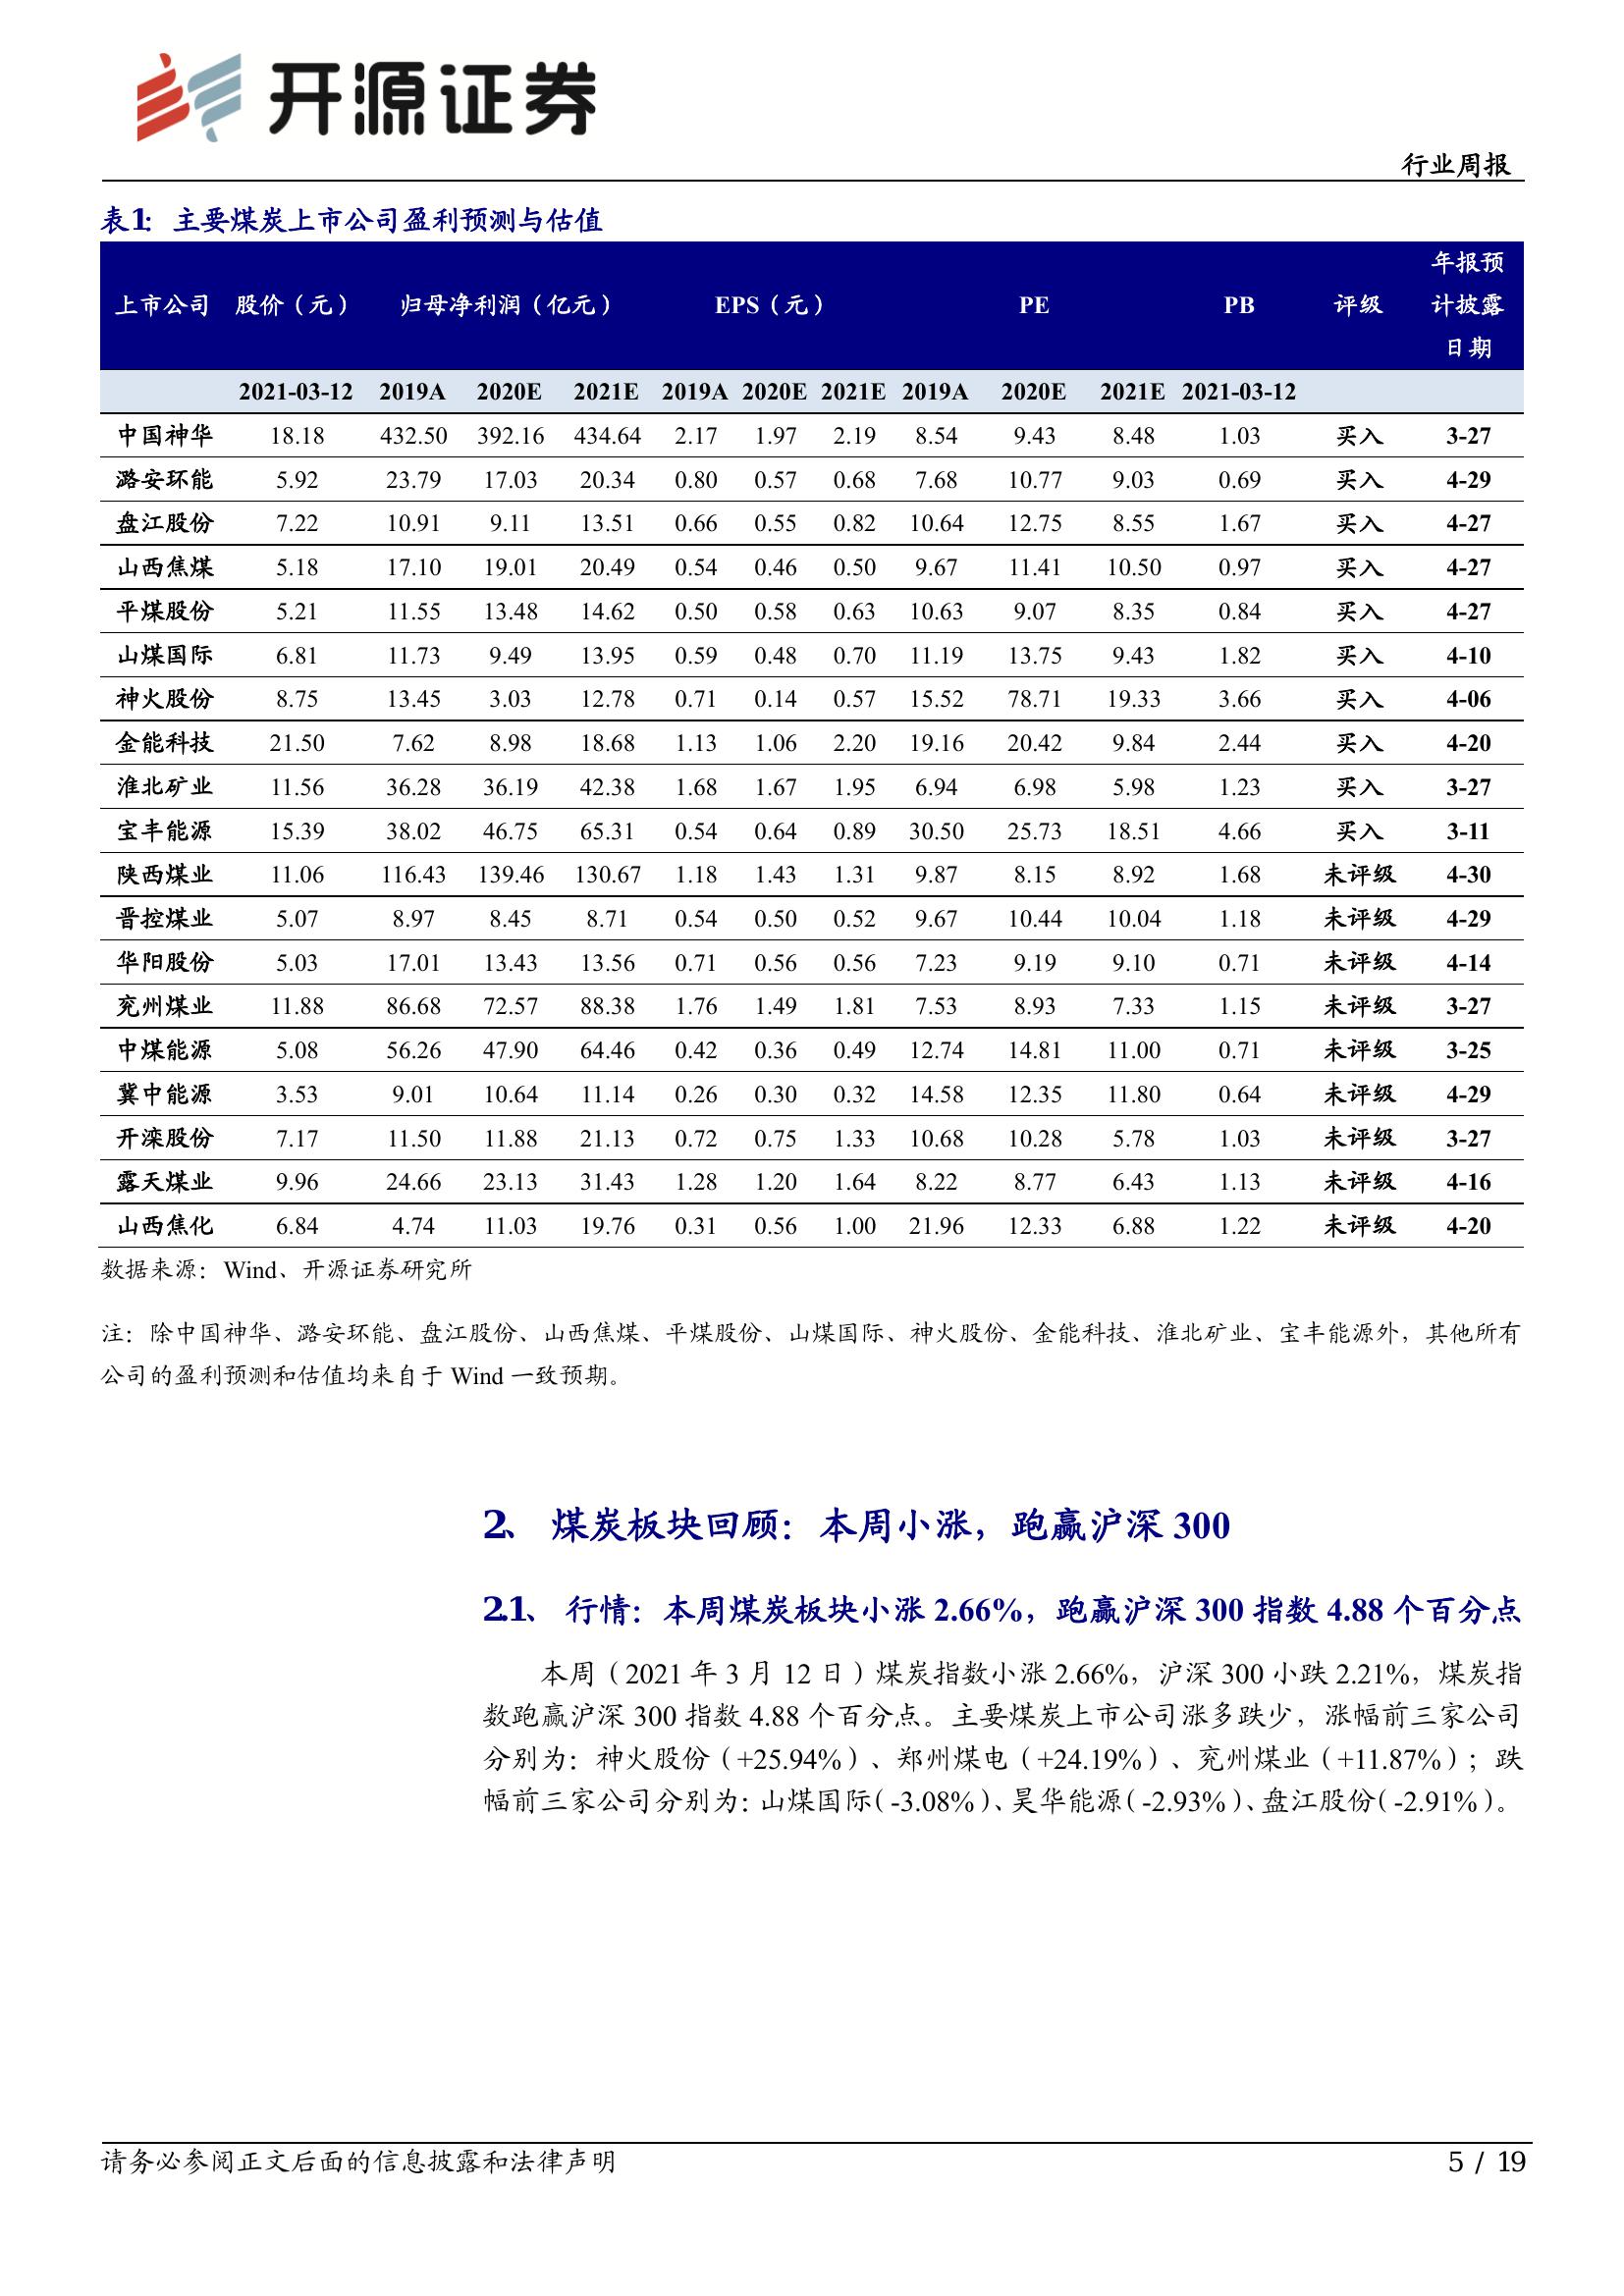 开源证券
行业周报
表1: 主要煤炭上市公司盈利预测与估值
上市公司 股价（元） 归母净利润（亿元） EPS（元） PE PB 评级 年报预计披露日期
2021-03-12 2019A 2020E 2021E 2019A 2020E 2021E 2019A 2020E 2021E 2021-03-12
中国神华 18.18 432.50 392.16 434.64 2.17 1.97 2.19 8.54 9.43 8.48 1.03 买入 3-27
潞安环能 5.92 23.79 17.03 20.34 0.80 0.57 0.68 7.68 10.77 9.03 0.69 买入 4-29
盘江股份 7.22 10.91 9.11 13.51 0.66 0.55 0.82 10.64 12.75 8.55 1.67 买入 4-27
山西焦煤 5.18 17.10 19.01 20.49 0.54 0.46 0.50 9.67 11.41 10.50 0.97 买入 4-27
平煤股份 5.21 11.55 13.48 14.62 0.50 0.58 0.63 10.63 9.07 8.35 0.84 买入 4-27
山煤国际 6.81 11.73 9.49 13.95 0.59 0.48 0.70 11.19 13.75 9.43 1.82 买入 4-10
神火股份 8.75 13.45 3.03 12.78 0.71 0.14 0.57 15.52 78.71 19.33 3.66 买入 4-06
金能科技 21.50 7.62 8.98 18.68 1.13 1.06 2.20 19.16 20.42 9.84 2.44 买入 4-20
淮北矿业 11.56 36.28 36.19 42.38 1.68 1.67 1.95 6.94 6.98 5.98 1.23 买入 3-27
宝丰能源 15.39 38.02 46.75 65.31 0.54 0.64 0.89 30.50 25.73 18.51 4.66 买入 3-11
陕西煤业 11.06 116.43 139.46 130.67 1.18 1.43 1.31 9.87 8.15 8.92 1.68 未评级 4-30
晋控煤业 5.07 8.97 8.45 8.71 0.54 0.50 0.52 9.67 10.44 10.04 1.18 未评级 4-29
华阳股份 5.03 17.01 13.43 13.56 0.71 0.56 0.56 7.23 9.19 9.10 0.71 未评级 4-14
兖州煤业 11.88 86.68 72.57 88.38 1.76 1.49 1.81 7.53 8.93 7.33 1.15 未评级 3-27
中煤能源 5.08 56.26 47.90 64.46 0.42 0.36 0.49 12.74 14.81 11.00 0.71 未评级 3-25
冀中能源 3.53 9.01 10.64 11.14 0.26 0.30 0.32 14.58 12.35 11.80 0.64 未评级 4-29
开滦股份 7.17 11.50 11.88 21.13 0.72 0.75 1.33 10.68 10.28 5.78 1.03 未评级 3-27
露天煤业 9.96 24.66 23.13 31.43 1.28 1.20 1.64 8.22 8.77 6.43 1.13 未评级 4-16
山西焦化 6.84 4.74 11.03 19.76 0.31 0.56 1.00 21.96 12.33 6.88 1.22 未评级 4-20
数据来源：Wind、开源证券研究所
注：除中国神华、潞安环能、盘江股份、山西焦煤、平煤股份、山煤国际、神火股份、金能科技、淮北矿业、宝丰能源外，其他所有
公司的盈利预测和估值均来自于 Wind 一致预期。
2、 煤炭板块回顾：本周小涨，跑赢沪深 300
2.1、 行情：本周煤炭板块小涨 2.66%，跑赢沪深 300 指数 4.88 个百分点
本周（2021 年 3 月 12 日）煤炭指数小涨 2.66%，沪深 300 小跌 2.21%，煤炭指
数跑赢沪深 300 指数 4.88 个百分点。主要煤炭上市公司涨多跌少，涨幅前三家公司
分别为：神火股份（+25.94%）、郑州煤电（+24.19%）、兖州煤业（+11.87%）；跌
幅前三家公司分别为：山煤国际（-3.08%）、昊华能源（-2.93%）、盘江股份（-2.91%）。
请务必参阅正文后面的信息披露和法律声明
5 / 19